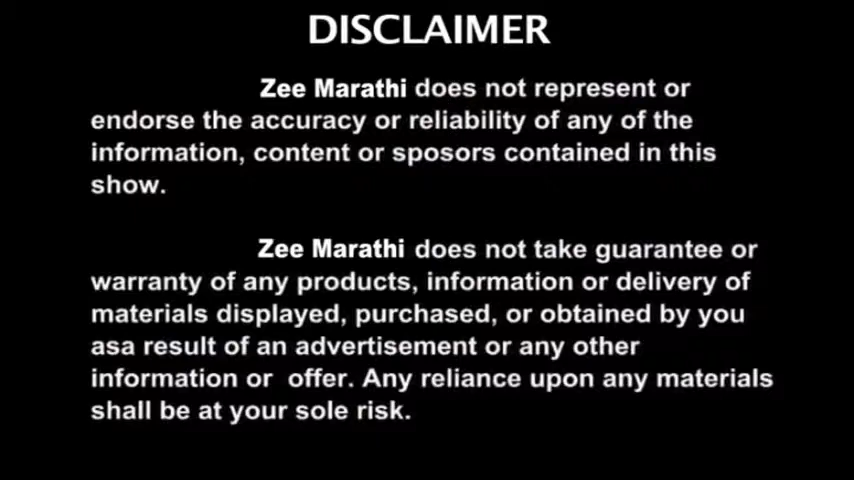 DISCLAIMER
Zee Marathi does not represent or
endorse the accuracy or reliability of any of the
information, content or sposors contained in this
show.
Zee Marathi does not take guarantee or
warranty of any products, information or delivery of
materials displayed, purchased, or obtained by you
asa result of an advertisement or any other
information or  offer. Any reliance upon any materials
shall be at your sole risk.